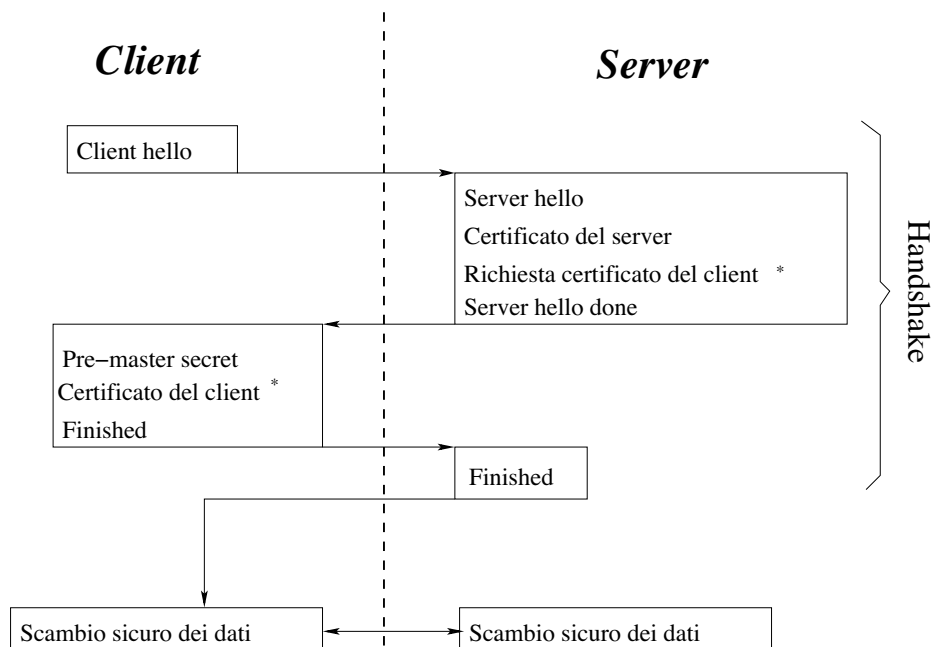 Client
Server
Client hello
Server hello
Certificato del server
Richiesta certificato del client *
Server hello done
Handshake
Pre−master secret
Certificato del client *
Finished
Finished
Scambio sicuro dei dati
Scambio sicuro dei dati